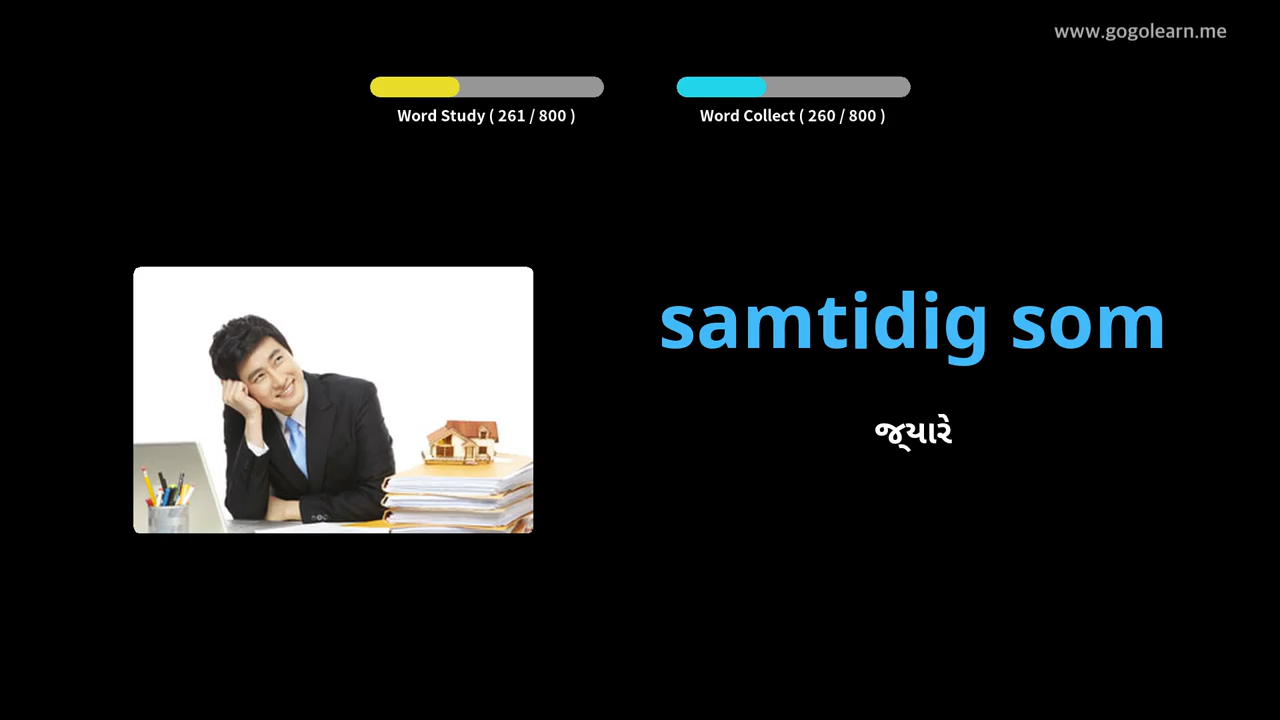 www.gogolearn.me
Word Study ( 261 / 800 )
Word Collect ( 260 / 800 )
samtidig som
જ્યારે